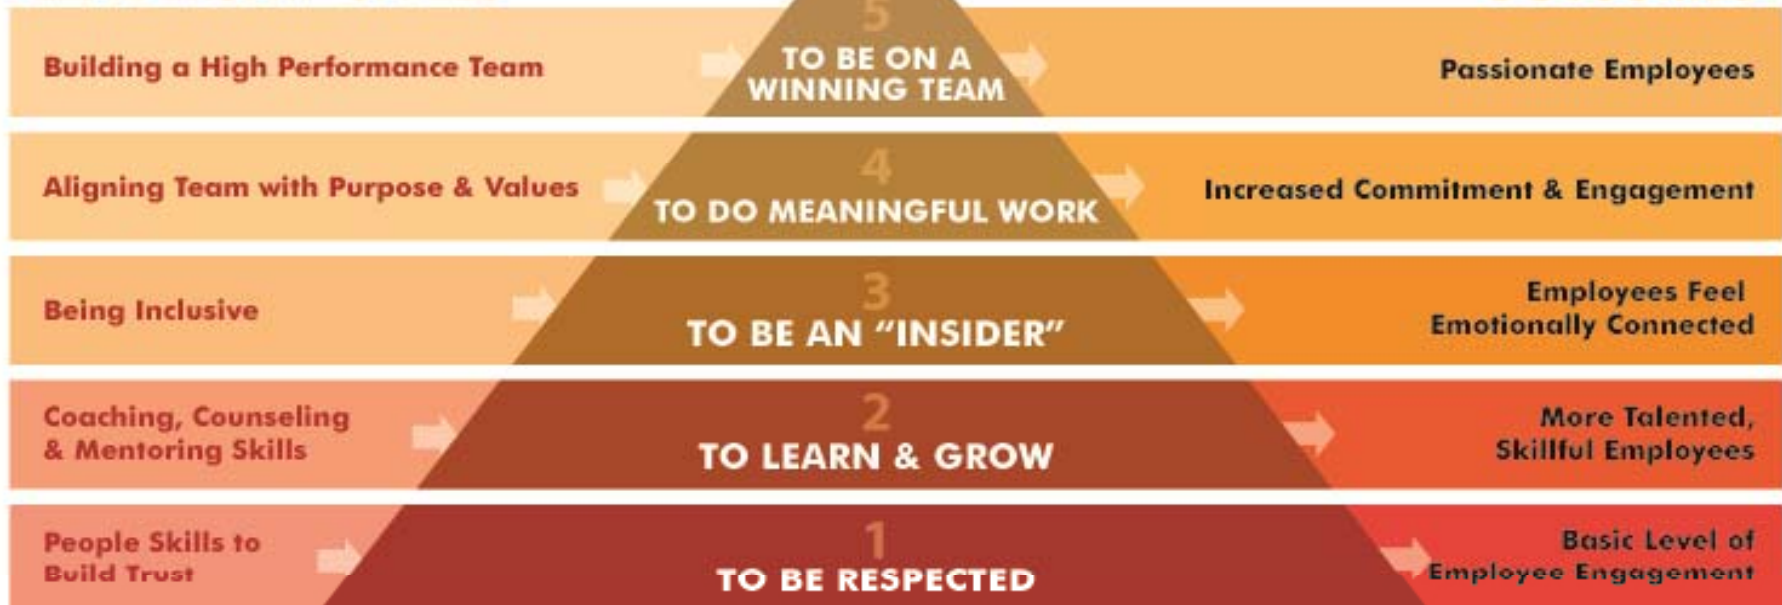 Building a High Performance Team
5
TO BE ON A
WINNING TEAM
Passionate Employees
Aligning Team with Purpose & Values
4
TO DO MEANINGFUL WORK
Increased Commitment & Engagement
Being Inclusive
3
TO BE AN “INSIDER”
Employees Feel
Emotionally Connected
Coaching, Counseling
& Mentoring Skills
2
TO LEARN & GROW
More Talented,
Skillful Employees
People Skills to
Build Trust
1
TO BE RESPECTED
Basic Level of
Employee Engagement